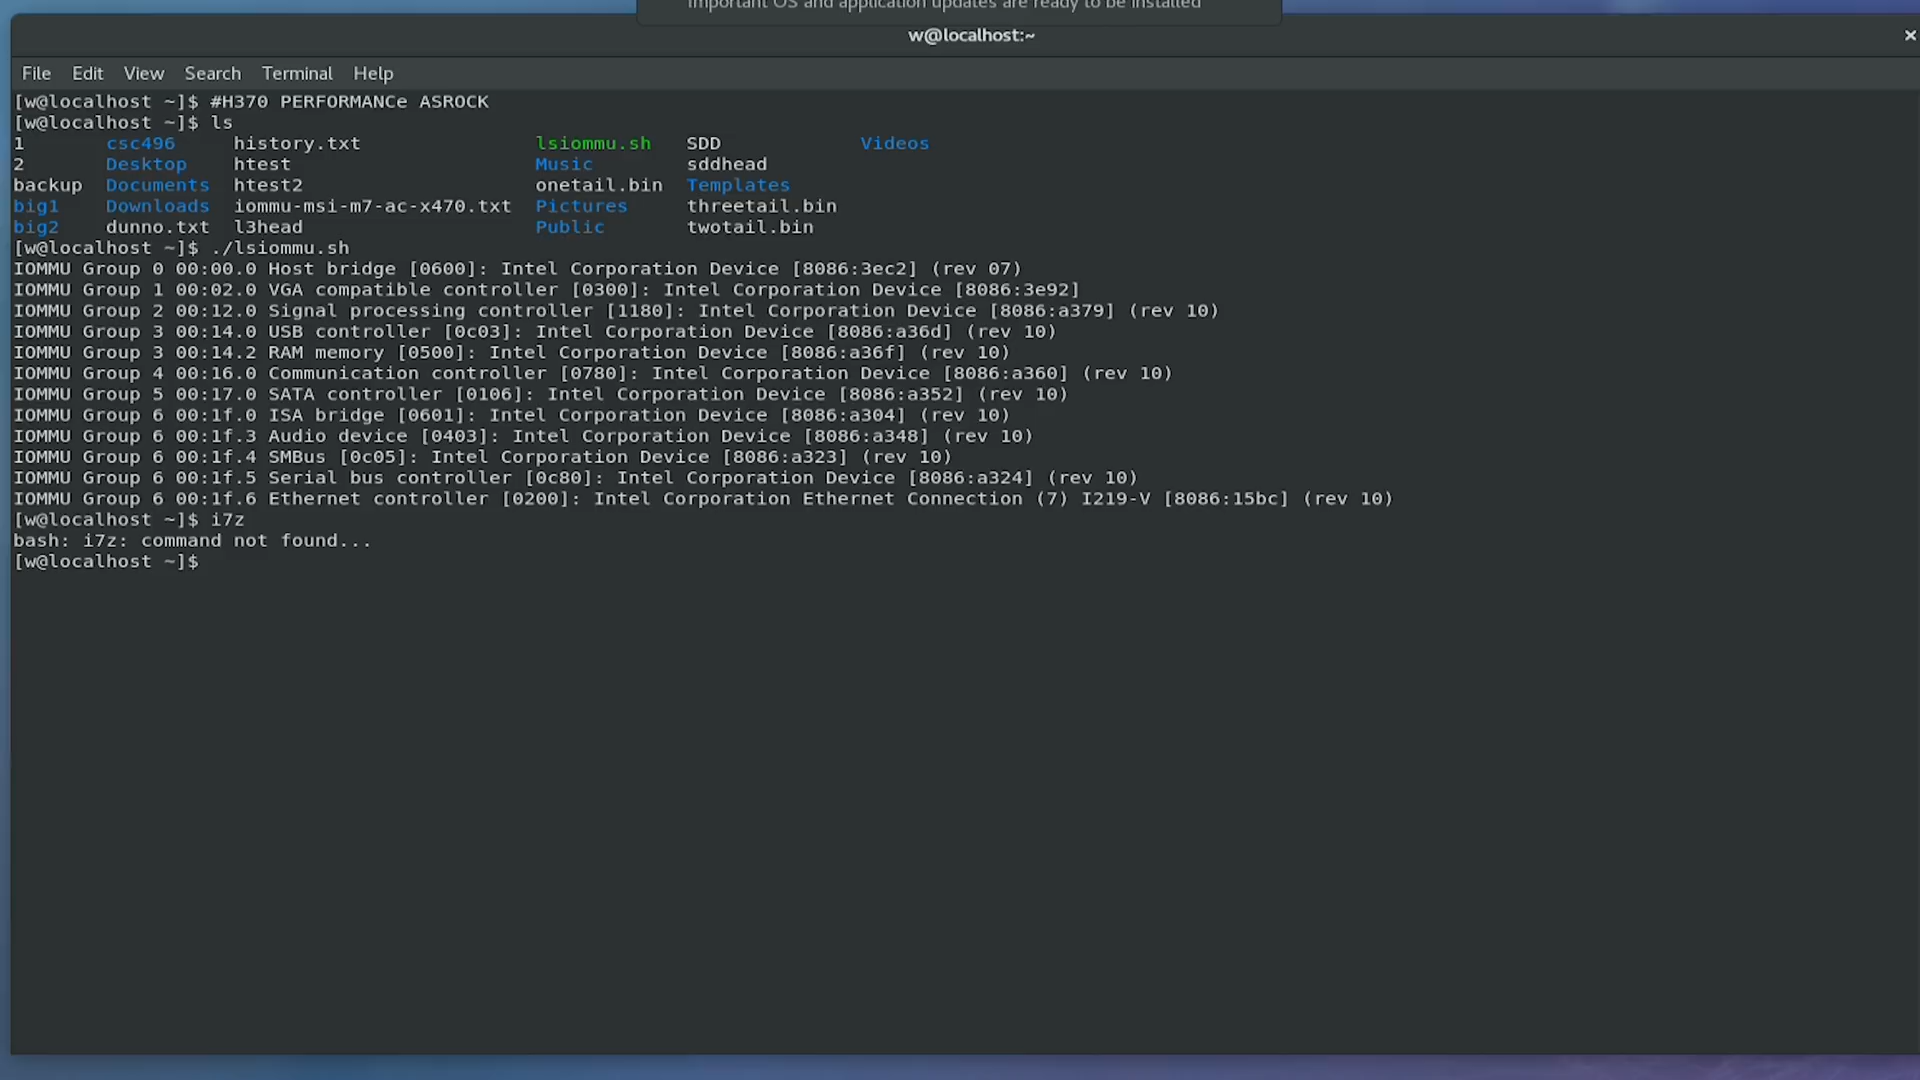 Important OS and application updates are ready to be installed
w@localhost:~ ×
File Edit View Search Terminal Help
[w@localhost ~]$ #H370 PERFORMANCe ASROCK
[w@localhost ~]$ ls
1 csc496 history.txt lsiommu.sh SDD Videos
2 Desktop htest Music sddhead
backup Documents htest2 onetail.bin Templates
big1 Downloads iommu-msi-m7-ac-x470.txt Pictures threetail.bin
big2 dunno.txt l3head Public twotail.bin
[w@localhost ~]$ ./lsiommu.sh
IOMMU Group 0 00:00.0 Host bridge [0600]: Intel Corporation Device [8086:3ec2] (rev 07)
IOMMU Group 1 00:02.0 VGA compatible controller [0300]: Intel Corporation Device [8086:3e92]
IOMMU Group 2 00:12.0 Signal processing controller [1180]: Intel Corporation Device [8086:a379] (rev 10)
IOMMU Group 3 00:14.0 USB controller [0c03]: Intel Corporation Device [8086:a36d] (rev 10)
IOMMU Group 3 00:14.2 RAM memory [0500]: Intel Corporation Device [8086:a36f] (rev 10)
IOMMU Group 4 00:16.0 Communication controller [0780]: Intel Corporation Device [8086:a360] (rev 10)
IOMMU Group 5 00:17.0 SATA controller [0106]: Intel Corporation Device [8086:a352] (rev 10)
IOMMU Group 6 00:1f.0 ISA bridge [0601]: Intel Corporation Device [8086:a304] (rev 10)
IOMMU Group 6 00:1f.3 Audio device [0403]: Intel Corporation Device [8086:a348] (rev 10)
IOMMU Group 6 00:1f.4 SMBus [0c05]: Intel Corporation Device [8086:a323] (rev 10)
IOMMU Group 6 00:1f.5 Serial bus controller [0c80]: Intel Corporation Device [8086:a324] (rev 10)
IOMMU Group 6 00:1f.6 Ethernet controller [0200]: Intel Corporation Ethernet Connection (7) I219-V [8086:15bc] (rev 10)
[w@localhost ~]$ i7z
bash: i7z: command not found...
[w@localhost ~]$